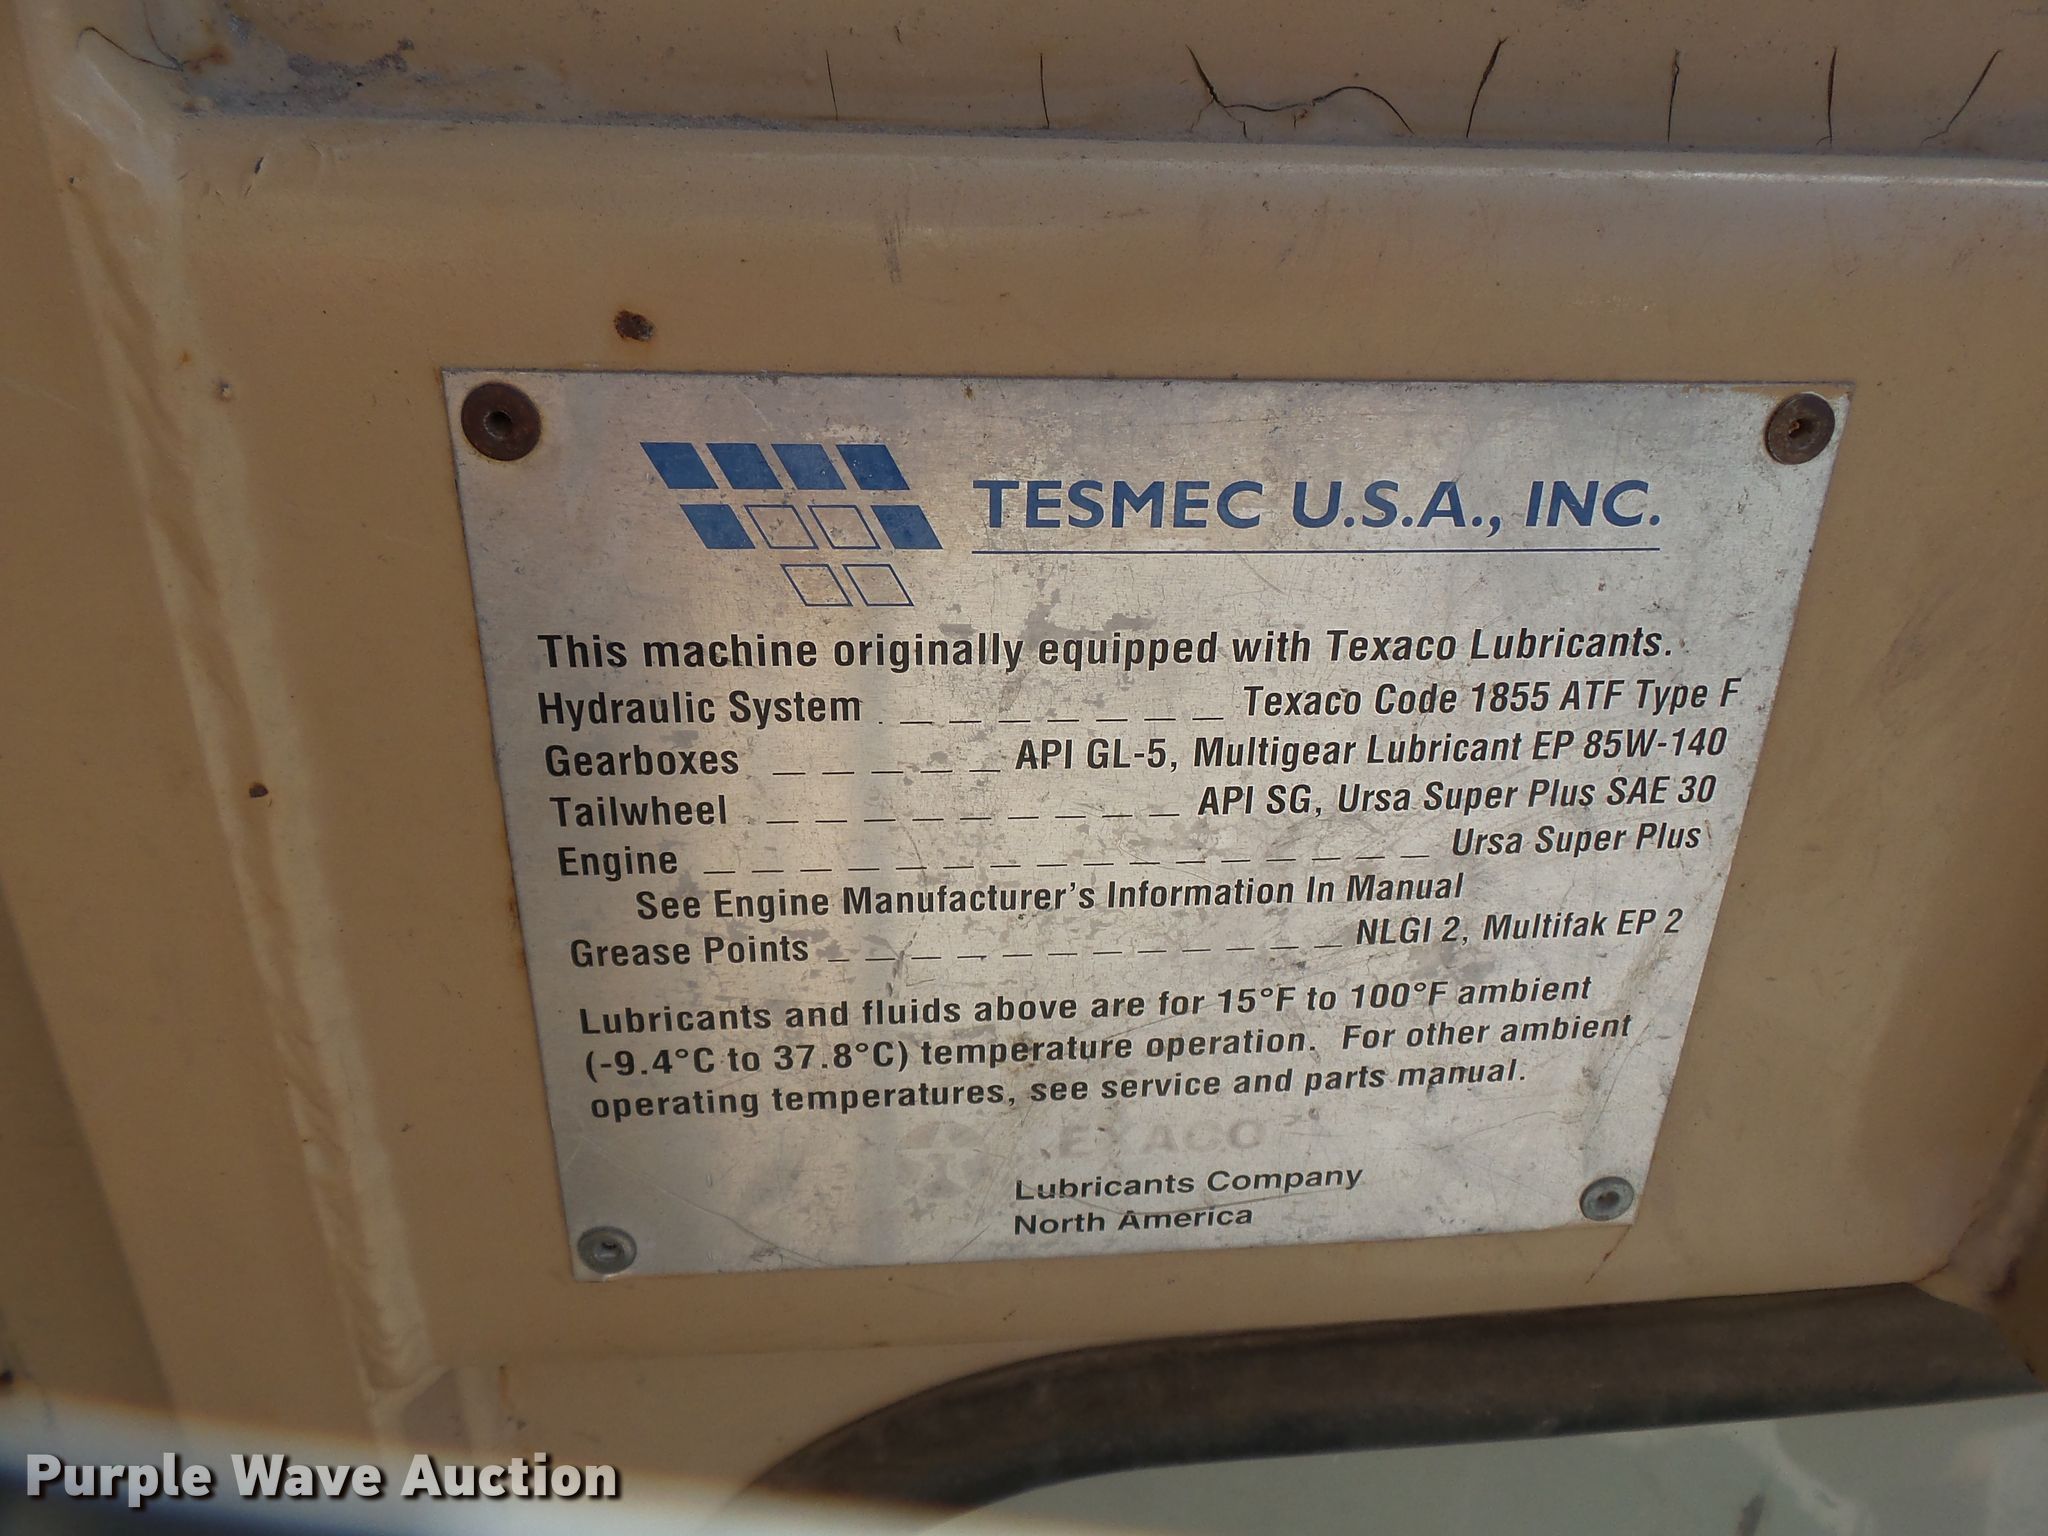 TESMEC U.S.A., INC.
This machine originally equipped with Texaco Lubricants.
Hydraulic System _ _ _ _ _ _ _ Texaco Code 1855 ATF Type F
Gearboxes _ _ _ _ _ API GL-5, Multigear Lubricant EP 85W-140
Tailwheel _ _ _ _ _ _ _ _ _ API SG, Ursa Super Plus SAE 30
Engine _ _ _ _ _ _ _ _ _ _ _ _ _ _ _ _ Ursa Super Plus
See Engine Manufacturer's Information In Manual
Grease Points _ _ _ _ _ _ _ _ _ _ _ _ NLGI 2, Multifak EP 2
Lubricants and fluids above are for 15°F to 100°F ambient
(-9.4°C to 37.8°C) temperature operation. For other ambient
operating temperatures, see service and parts manual.
TEXACO
Lubricants Company
North America
Purple Wave Auction